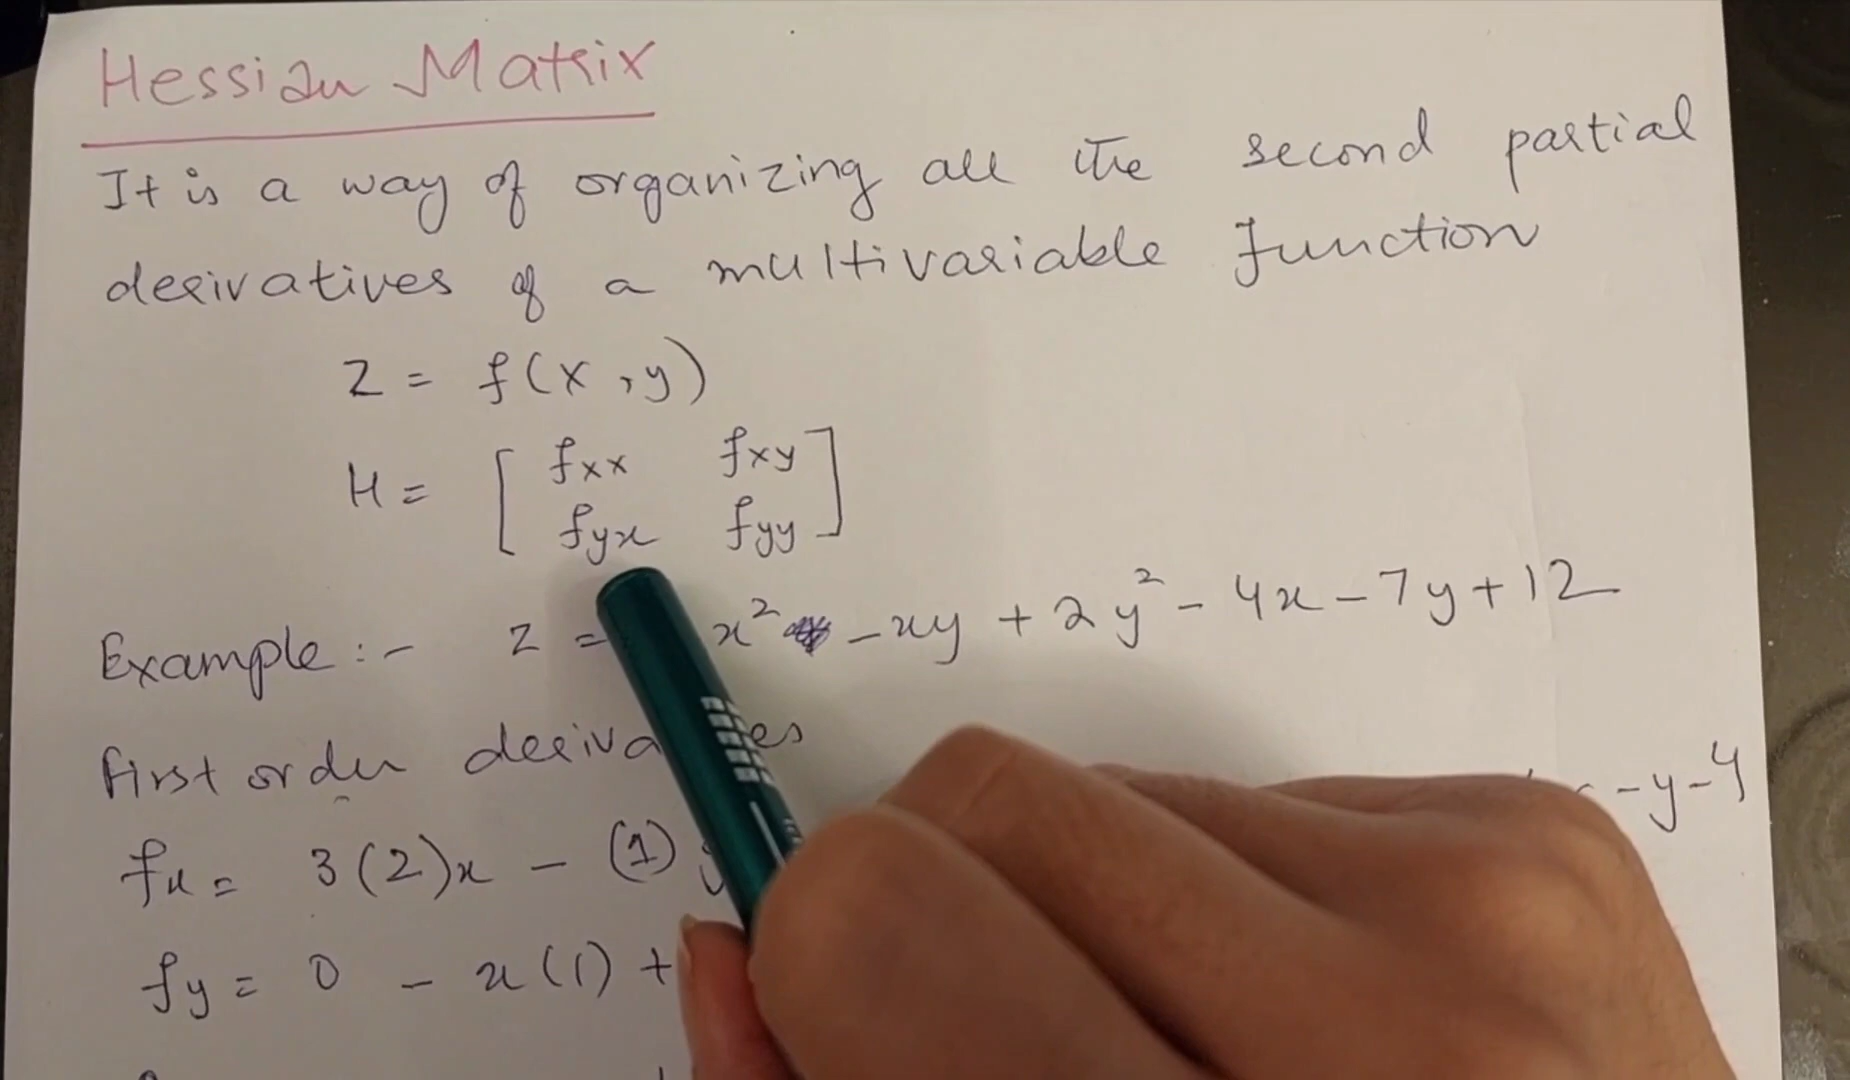 Hessian Matrix
It is a way of organizing all the second partial
derivatives of a multivariable function
Z = f(x,y)
H = [ fxx fxy
fyx fyy ]
Example :- Z = x² - xy + 2y² - 4x - 7y + 12
First order
-y-4
fx = 3(2)x - (1)
fy = 0 - x(1) +